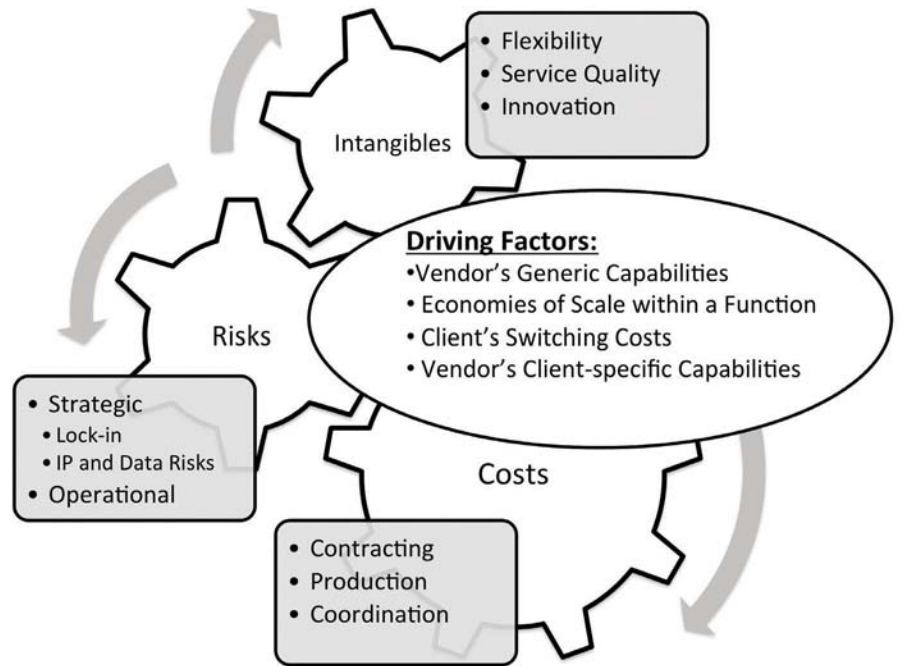 • Flexibility
• Service Quality
• Innovation
Intangibles
Driving Factors:
•Vendor’s Generic Capabilities
• Economies of Scale within a Function
• Client’s Switching Costs
• Vendor’s Client-specific Capabilities
Risks
• Strategic
• Lock-in
• IP and Data Risks
• Operational
Costs
• Contracting
• Production
• Coordination